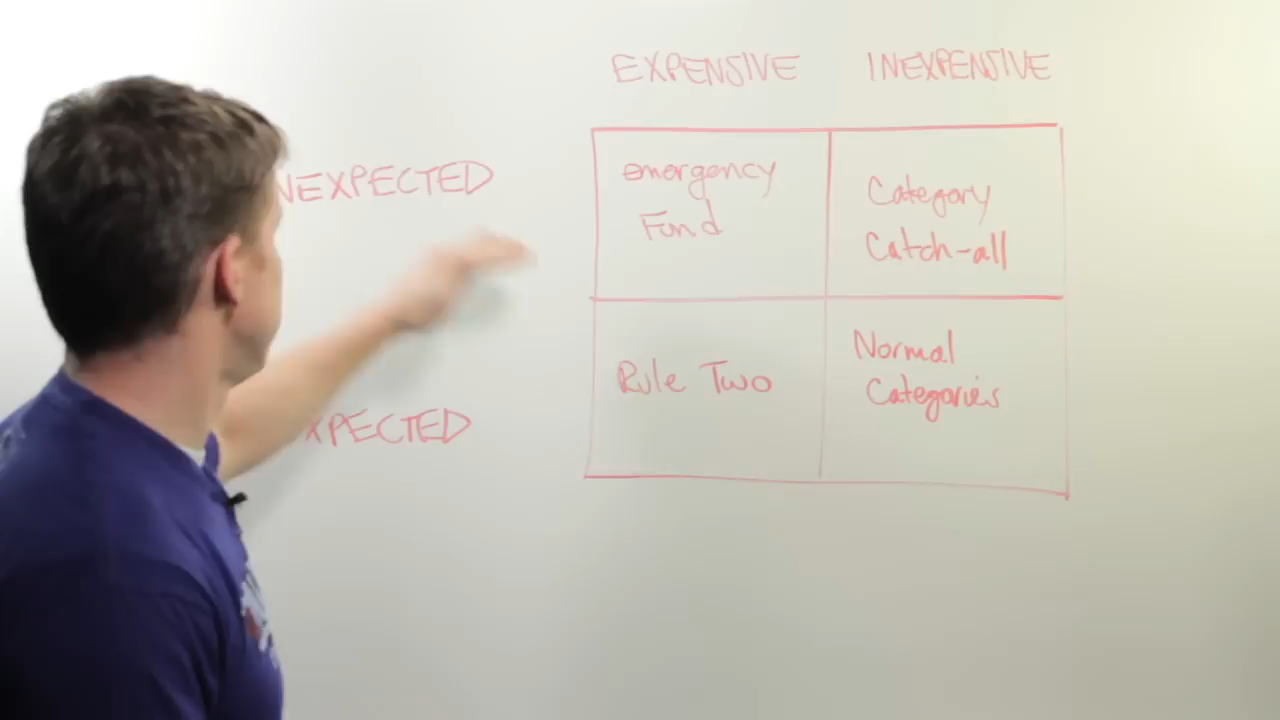 EXPENSIVE INEXPENSIVE
NEXPECTED
emergency
Fund
Category
Catch-all
XPECTED
Rule Two
Normal
Categories